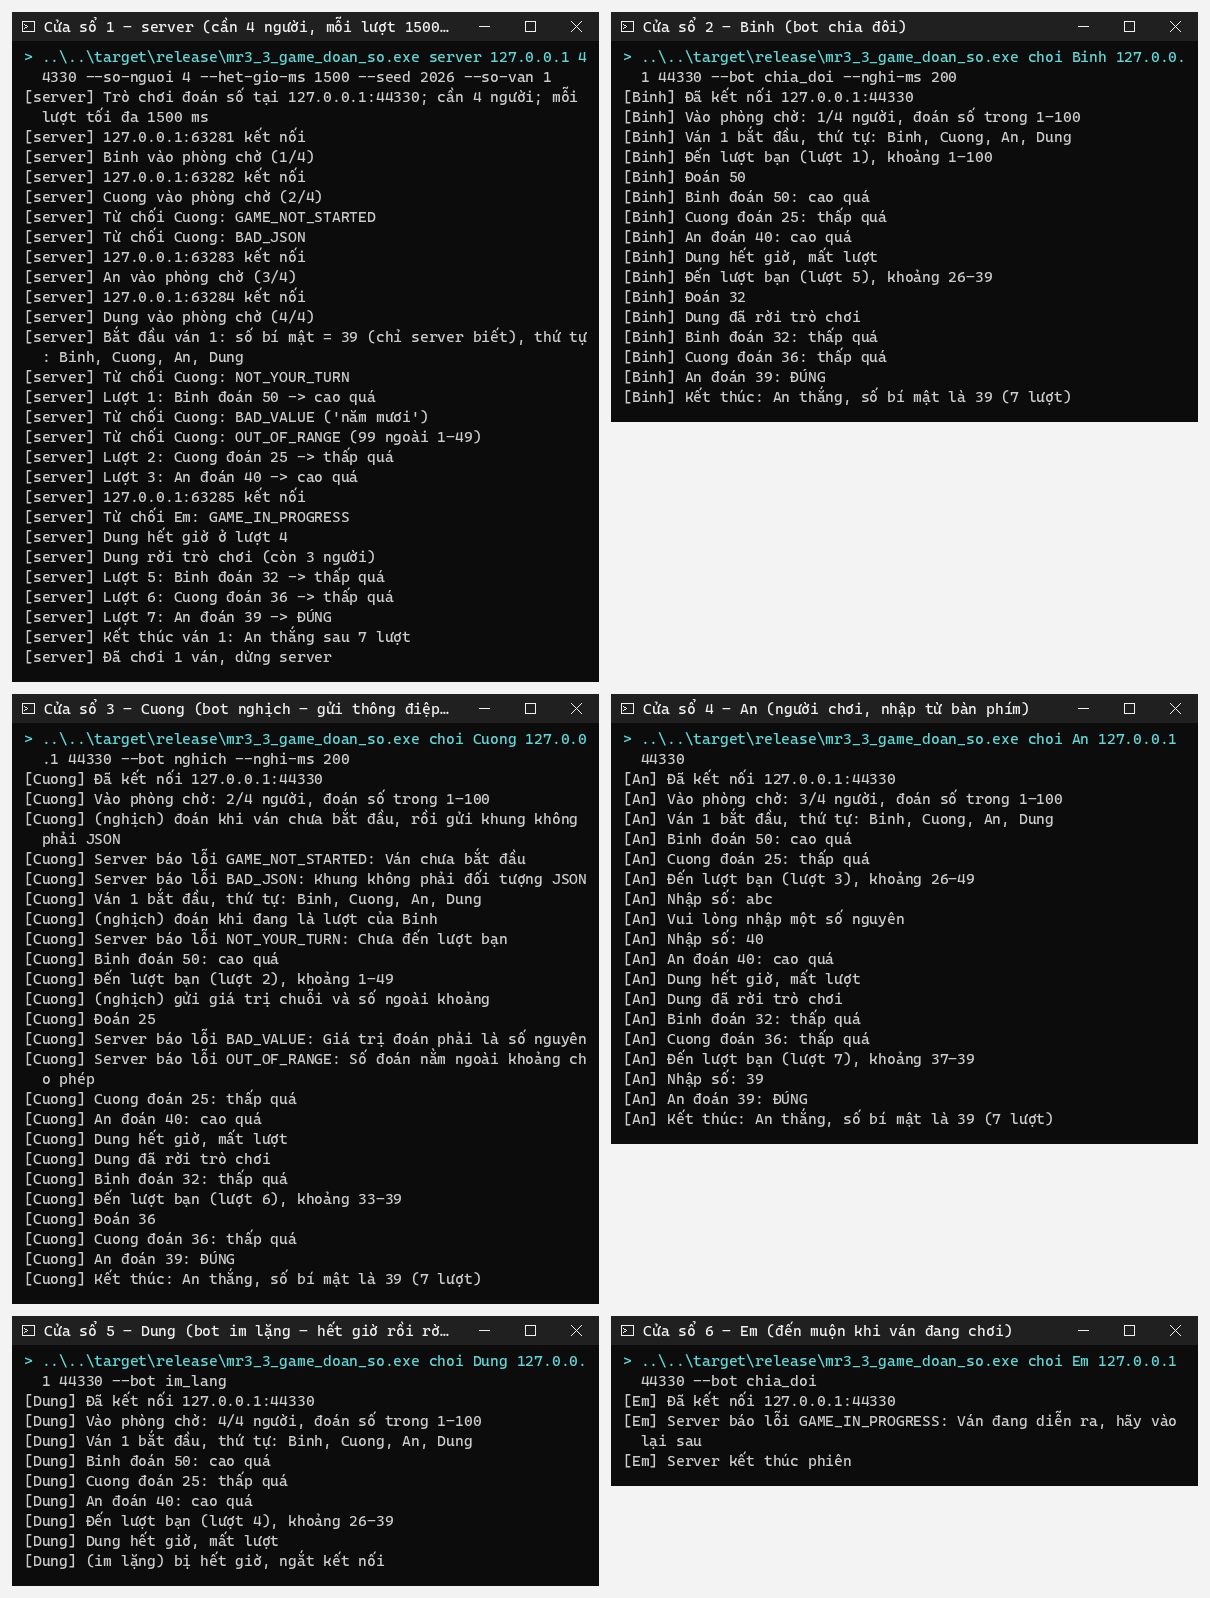 Cửa sổ 1 – server (cần 4 người, mỗi lượt 1500…
> ..\..\target\release\mr3_3_game_doan_so.exe server 127.0.0.1 4
4330 --so-nguoi 4 --het-gio-ms 1500 --seed 2026 --so-van 1
[server] Trò chơi đoán số tại 127.0.0.1:44330; cần 4 người; mỗi
lượt tối đa 1500 ms
[server] 127.0.0.1:63281 kết nối
[server] Binh vào phòng chờ (1/4)
[server] 127.0.0.1:63282 kết nối
[server] Cuong vào phòng chờ (2/4)
[server] Từ chối Cuong: GAME_NOT_STARTED
[server] Từ chối Cuong: BAD_JSON
[server] 127.0.0.1:63283 kết nối
[server] An vào phòng chờ (3/4)
[server] 127.0.0.1:63284 kết nối
[server] Dung vào phòng chờ (4/4)
[server] Bắt đầu ván 1: số bí mật = 39 (chỉ server biết), thứ tự
: Binh, Cuong, An, Dung
[server] Từ chối Cuong: NOT_YOUR_TURN
[server] Lượt 1: Binh đoán 50 -> cao quá
[server] Từ chối Cuong: BAD_VALUE ('năm mươi')
[server] Từ chối Cuong: OUT_OF_RANGE (99 ngoài 1–49)
[server] Lượt 2: Cuong đoán 25 -> thấp quá
[server] Lượt 3: An đoán 40 -> cao quá
[server] 127.0.0.1:63285 kết nối
[server] Từ chối Em: GAME_IN_PROGRESS
[server] Dung hết giờ ở lượt 4
[server] Dung rời trò chơi (còn 3 người)
[server] Lượt 5: Binh đoán 32 -> thấp quá
[server] Lượt 6: Cuong đoán 36 -> thấp quá
[server] Lượt 7: An đoán 39 -> ĐÚNG
[server] Kết thúc ván 1: An thắng sau 7 lượt
[server] Đã chơi 1 ván, dừng server
Cửa sổ 2 – Binh (bot chia đôi)
> ..\..\target\release\mr3_3_game_doan_so.exe choi Binh 127.0.0.
1 44330 --bot chia_doi --nghi-ms 200
[Binh] Đã kết nối 127.0.0.1:44330
[Binh] Vào phòng chờ: 1/4 người, đoán số trong 1–100
[Binh] Ván 1 bắt đầu, thứ tự: Binh, Cuong, An, Dung
[Binh] Đến lượt bạn (lượt 1), khoảng 1–100
[Binh] Đoán 50
[Binh] Binh đoán 50: cao quá
[Binh] Cuong đoán 25: thấp quá
[Binh] An đoán 40: cao quá
[Binh] Dung hết giờ, mất lượt
[Binh] Đến lượt bạn (lượt 5), khoảng 26–39
[Binh] Đoán 32
[Binh] Dung đã rời trò chơi
[Binh] Binh đoán 32: thấp quá
[Binh] Cuong đoán 36: thấp quá
[Binh] An đoán 39: ĐÚNG
[Binh] Kết thúc: An thắng, số bí mật là 39 (7 lượt)
Cửa sổ 3 – Cuong (bot nghịch – gửi thông điệp…
> ..\..\target\release\mr3_3_game_doan_so.exe choi Cuong 127.0.0
.1 44330 --bot nghich --nghi-ms 200
[Cuong] Đã kết nối 127.0.0.1:44330
[Cuong] Vào phòng chờ: 2/4 người, đoán số trong 1–100
[Cuong] (nghịch) đoán khi ván chưa bắt đầu, rồi gửi khung không
phải JSON
[Cuong] Server báo lỗi GAME_NOT_STARTED: Ván chưa bắt đầu
[Cuong] Server báo lỗi BAD_JSON: Khung không phải đối tượng JSON
[Cuong] Ván 1 bắt đầu, thứ tự: Binh, Cuong, An, Dung
[Cuong] (nghịch) đoán khi đang là lượt của Binh
[Cuong] Server báo lỗi NOT_YOUR_TURN: Chưa đến lượt bạn
[Cuong] Binh đoán 50: cao quá
[Cuong] Đến lượt bạn (lượt 2), khoảng 1–49
[Cuong] (nghịch) gửi giá trị chuỗi và số ngoài khoảng
[Cuong] Đoán 25
[Cuong] Server báo lỗi BAD_VALUE: Giá trị đoán phải là số nguyên
[Cuong] Server báo lỗi OUT_OF_RANGE: Số đoán nằm ngoài khoảng ch
o phép
[Cuong] Cuong đoán 25: thấp quá
[Cuong] An đoán 40: cao quá
[Cuong] Dung hết giờ, mất lượt
[Cuong] Dung đã rời trò chơi
[Cuong] Binh đoán 32: thấp quá
[Cuong] Đến lượt bạn (lượt 6), khoảng 33–39
[Cuong] Đoán 36
[Cuong] Cuong đoán 36: thấp quá
[Cuong] An đoán 39: ĐÚNG
[Cuong] Kết thúc: An thắng, số bí mật là 39 (7 lượt)
Cửa sổ 4 – An (người chơi, nhập từ bàn phím)
> ..\..\target\release\mr3_3_game_doan_so.exe choi An 127.0.0.1
44330
[An] Đã kết nối 127.0.0.1:44330
[An] Vào phòng chờ: 3/4 người, đoán số trong 1–100
[An] Ván 1 bắt đầu, thứ tự: Binh, Cuong, An, Dung
[An] Binh đoán 50: cao quá
[An] Cuong đoán 25: thấp quá
[An] Đến lượt bạn (lượt 3), khoảng 26–49
[An] Nhập số: abc
[An] Vui lòng nhập một số nguyên
[An] Nhập số: 40
[An] An đoán 40: cao quá
[An] Dung hết giờ, mất lượt
[An] Dung đã rời trò chơi
[An] Binh đoán 32: thấp quá
[An] Cuong đoán 36: thấp quá
[An] Đến lượt bạn (lượt 7), khoảng 37–39
[An] Nhập số: 39
[An] An đoán 39: ĐÚNG
[An] Kết thúc: An thắng, số bí mật là 39 (7 lượt)
Cửa sổ 5 – Dung (bot im lặng – hết giờ rồi rờ…
> ..\..\target\release\mr3_3_game_doan_so.exe choi Dung 127.0.0.
1 44330 --bot im_lang
[Dung] Đã kết nối 127.0.0.1:44330
[Dung] Vào phòng chờ: 4/4 người, đoán số trong 1–100
[Dung] Ván 1 bắt đầu, thứ tự: Binh, Cuong, An, Dung
[Dung] Binh đoán 50: cao quá
[Dung] Cuong đoán 25: thấp quá
[Dung] An đoán 40: cao quá
[Dung] Đến lượt bạn (lượt 4), khoảng 26–39
[Dung] Dung hết giờ, mất lượt
[Dung] (im lặng) bị hết giờ, ngắt kết nối
Cửa sổ 6 – Em (đến muộn khi ván đang chơi)
> ..\..\target\release\mr3_3_game_doan_so.exe choi Em 127.0.0.1
44330 --bot chia_doi
[Em] Đã kết nối 127.0.0.1:44330
[Em] Server báo lỗi GAME_IN_PROGRESS: Ván đang diễn ra, hãy vào
lại sau
[Em] Server kết thúc phiên